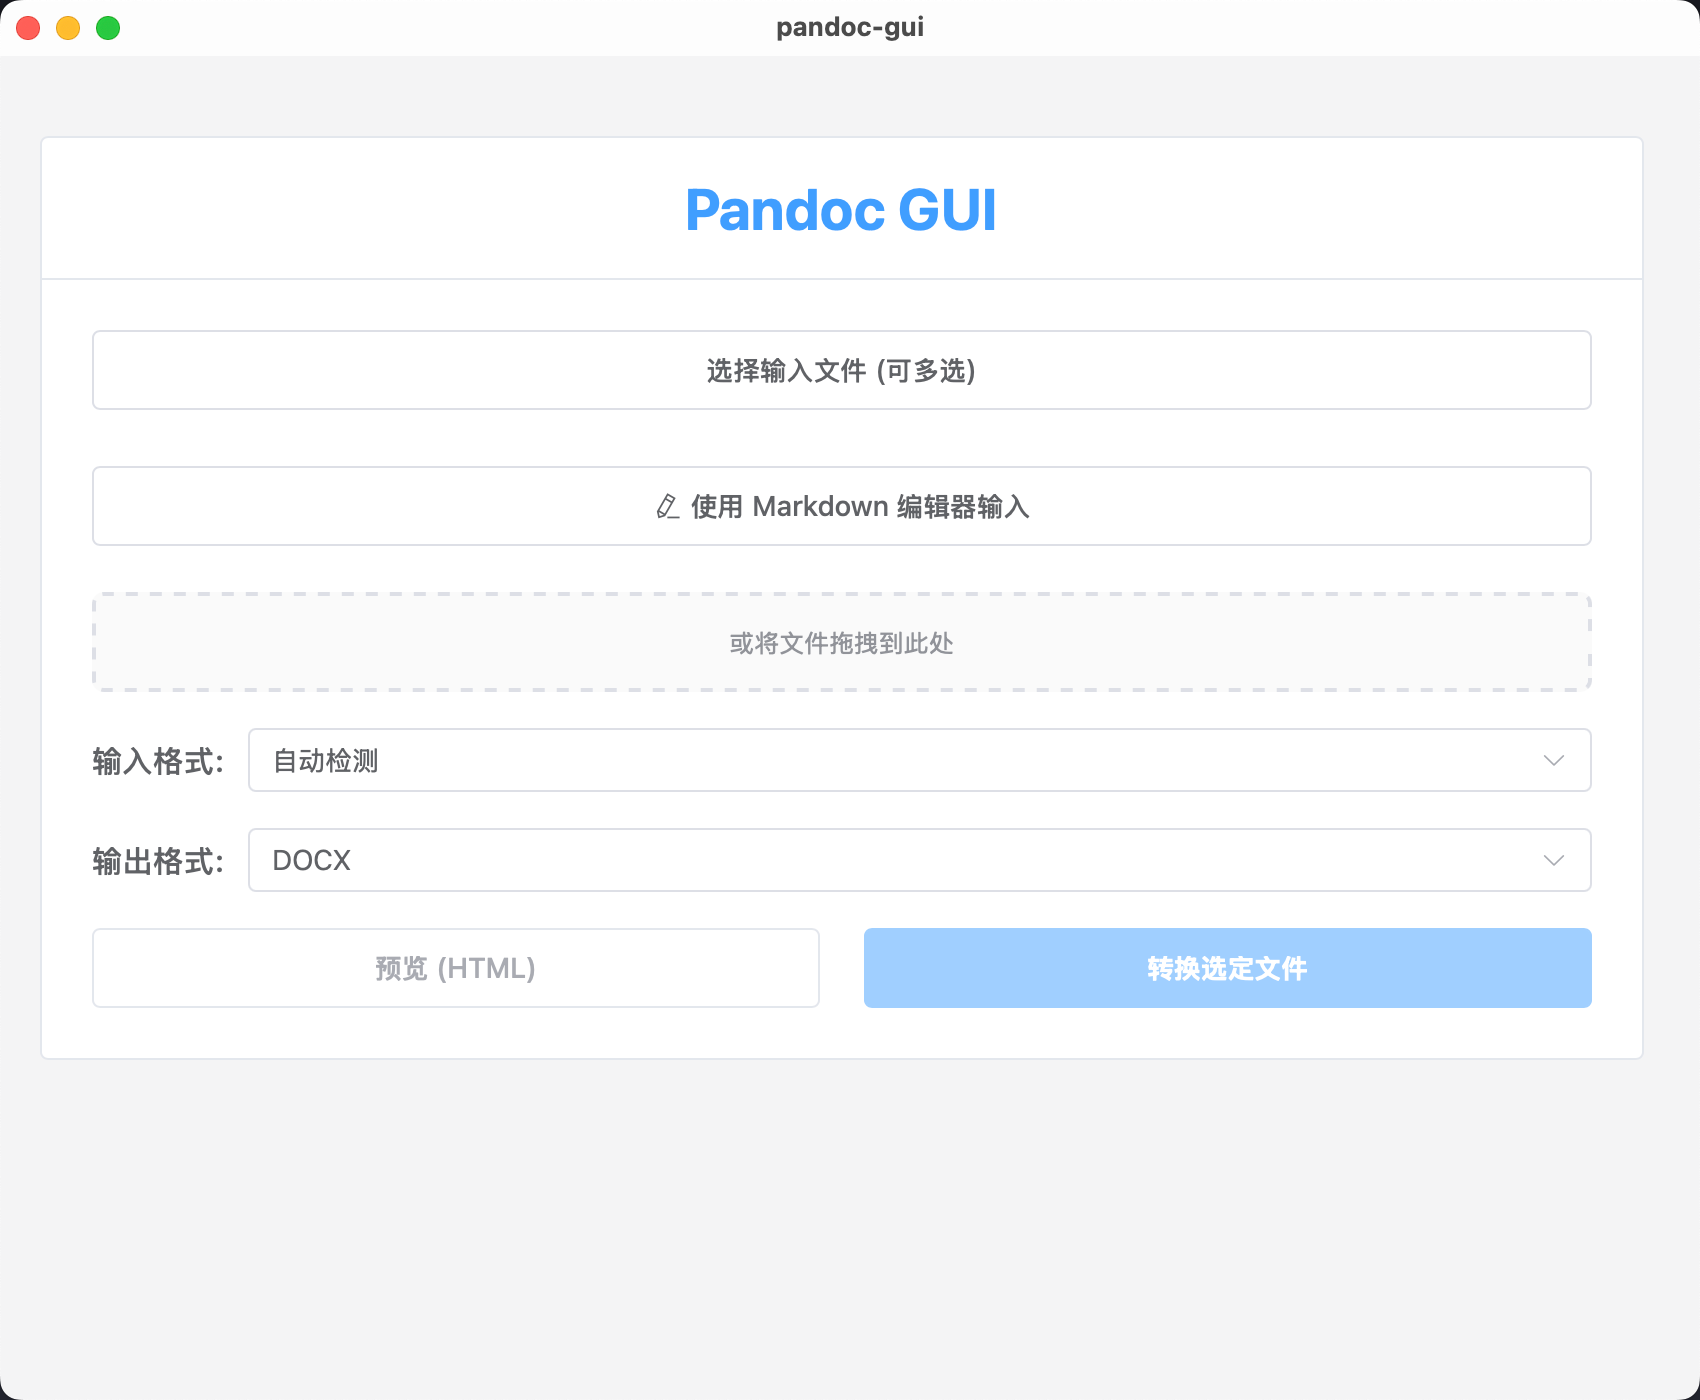 pandoc-gui
Pandoc GUI
选择输入文件 (可多选)
使用 Markdown 编辑器输入
或将文件拖拽到此处
输入格式: 自动检测
输出格式: DOCX
预览 (HTML) 转换选定文件